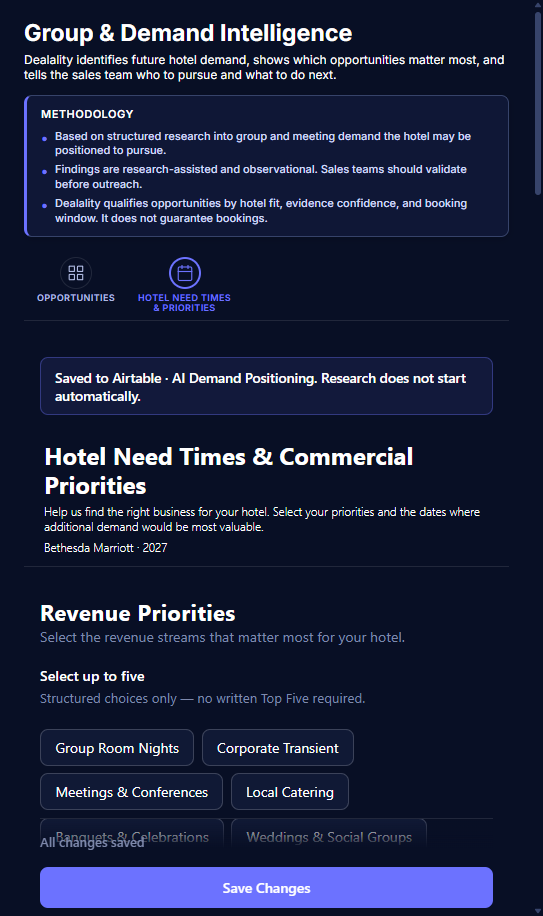 Group & Demand Intelligence
Dealality identifies future hotel demand, shows which opportunities matter most, and
tells the sales team who to pursue and what to do next.
METHODOLOGY
• Based on structured research into group and meeting demand the hotel may be
positioned to pursue.
• Findings are research-assisted and observational. Sales teams should validate
before outreach.
• Dealality qualifies opportunities by hotel fit, evidence confidence, and booking
window. It does not guarantee bookings.
OPPORTUNITIES
HOTEL NEED TIMES
& PRIORITIES
Saved to Airtable · AI Demand Positioning. Research does not start
automatically.
Hotel Need Times & Commercial
Priorities
Help us find the right business for your hotel. Select your priorities and the dates where
additional demand would be most valuable.
Bethesda Marriott · 2027
Revenue Priorities
Select the revenue streams that matter most for your hotel.
Select up to five
Structured choices only — no written Top Five required.
Group Room Nights
Corporate Transient
Meetings & Conferences
Local Catering
Banquets & Celebrations
Weddings & Social Groups
All changes saved
Save Changes